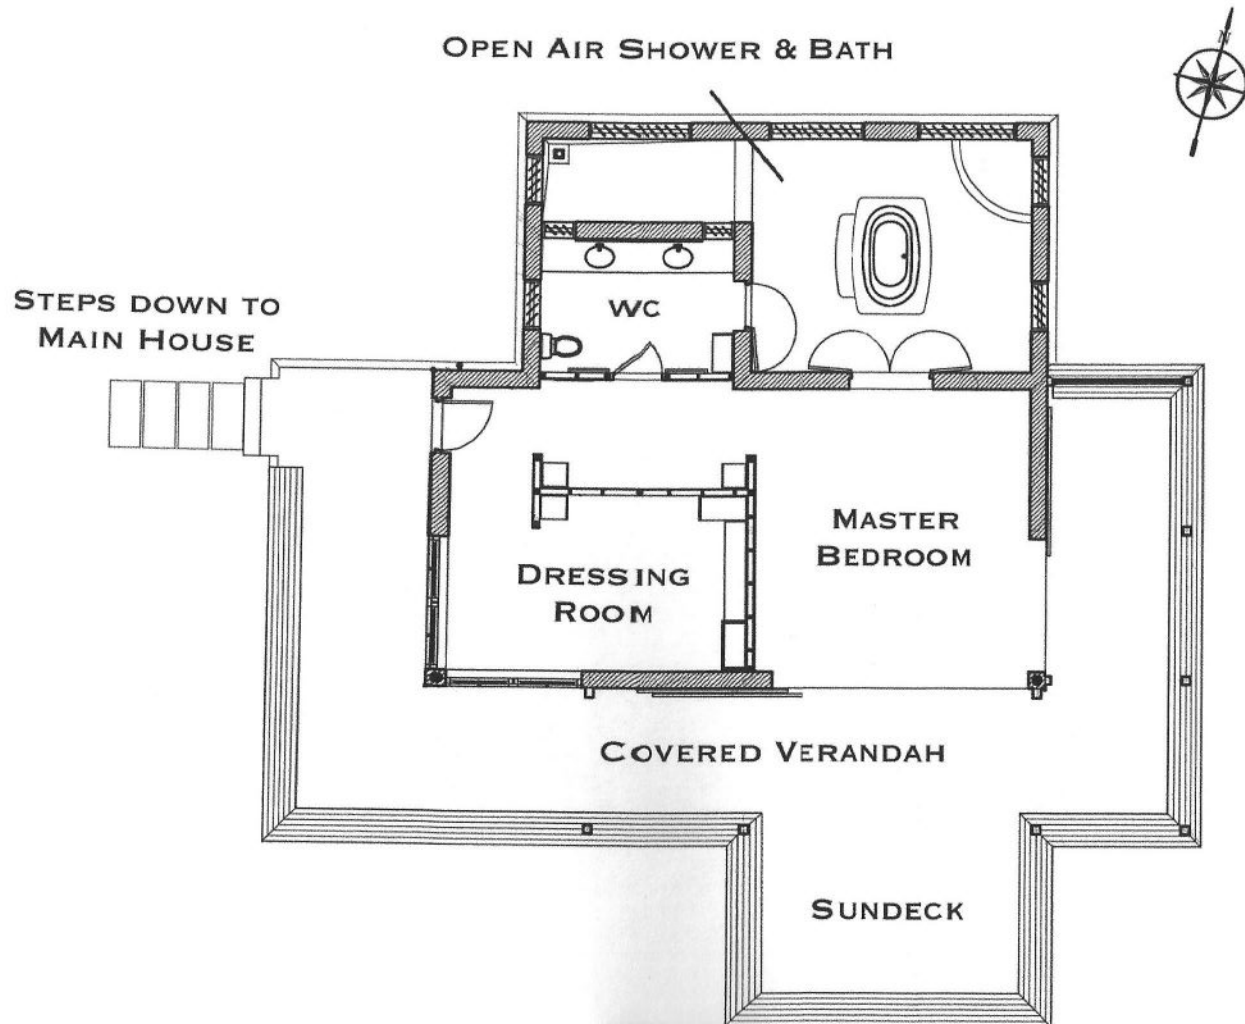 OPEN AIR SHOWER & BATH
N
STEPS DOWN TO
MAIN HOUSE
WC
MASTER
BEDROOM
DRESSING
ROOM
COVERED VERANDAH
SUNDECK